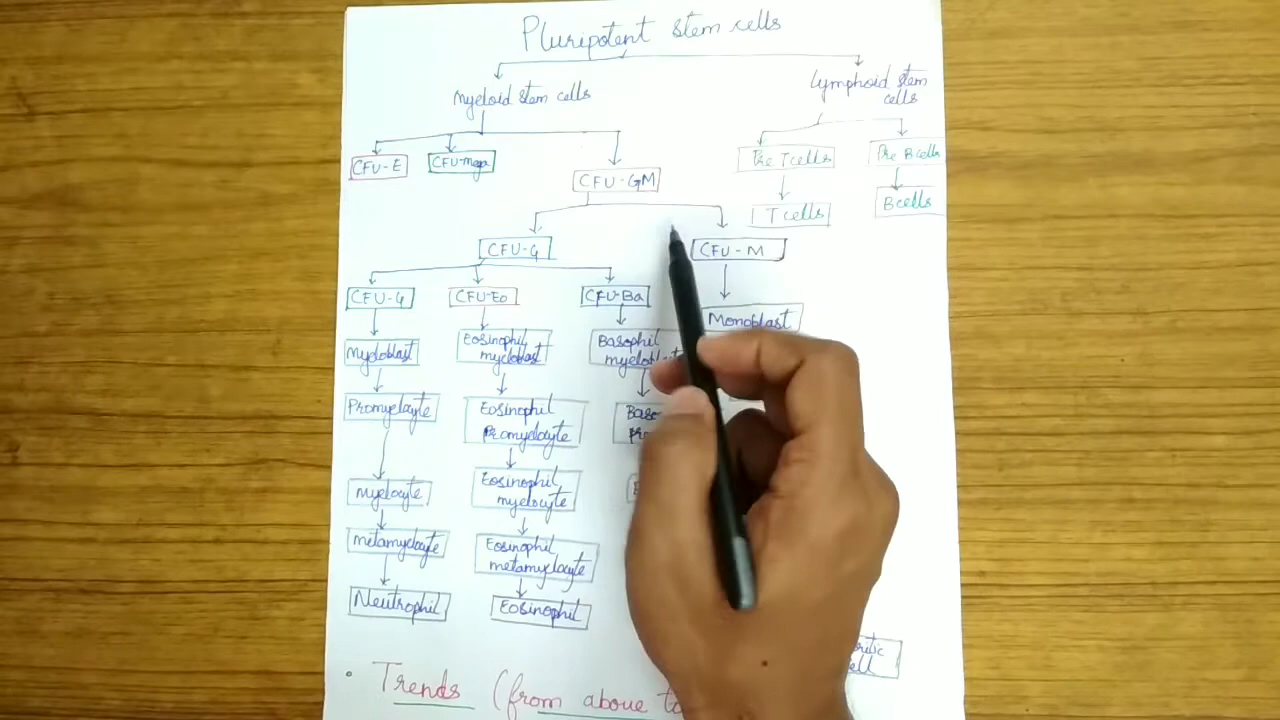 Pluripotent stem cells
Myeloid stem cells
Lymphoid stem
cells
CFU-E
CFU-Mega
CFU-GM
Pre T cells
Pre B cells
T cells
B cells
CFU-G
CFU-M
CFU-G
CFU-Eo
CFU-Ba
Monoblast
Myeloblast
Eosinophil
myeloblast
Basophil
Promyelocyte
Eosinophil
Promyelocyte
Myelocyte
Eosinophil
myelocyte
metamyelocyte
Eosinophil
metamyelocyte
Neutrophil
Eosinophil
• Trends (from above to